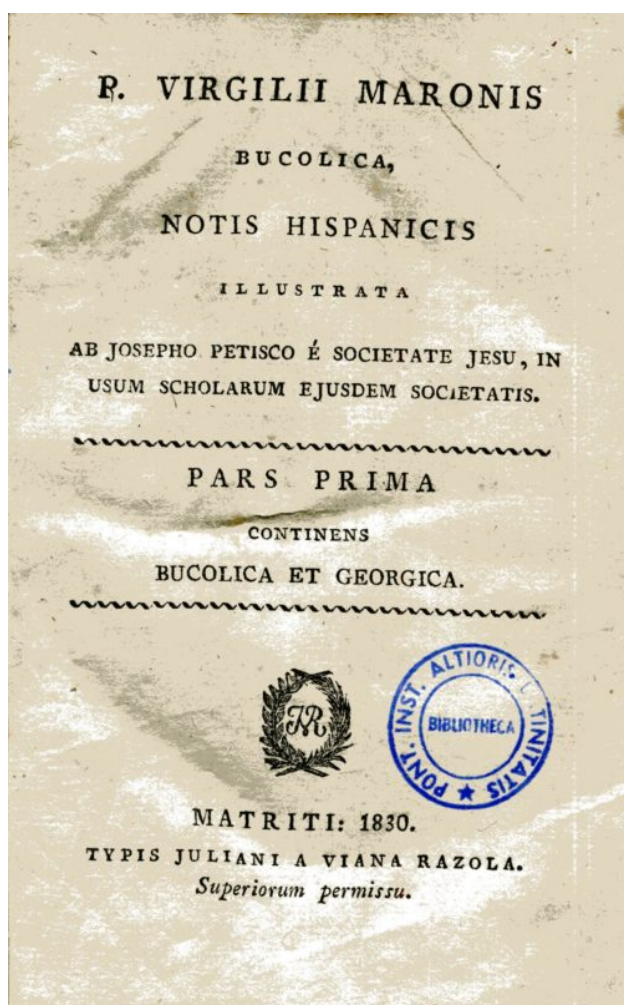 P. VIRGILII MARONIS
BUCOLICA,
NOTIS HISPANICIS
ILLUSTRATA
AB JOSEPHO PETISCO É SOCIETATE JESU, IN
USUM SCHOLARUM EJUSDEM SOCIETATIS.
PARS PRIMA
CONTINENS
BUCOLICA ET GEORGICA.
JR
PONT. INST. ALTIORIS LATINITATIS
BIBLIOTHECA
MATRITI: 1830.
TYPIS JULIANI A VIANA RAZOLA.
Superiorum permissu.